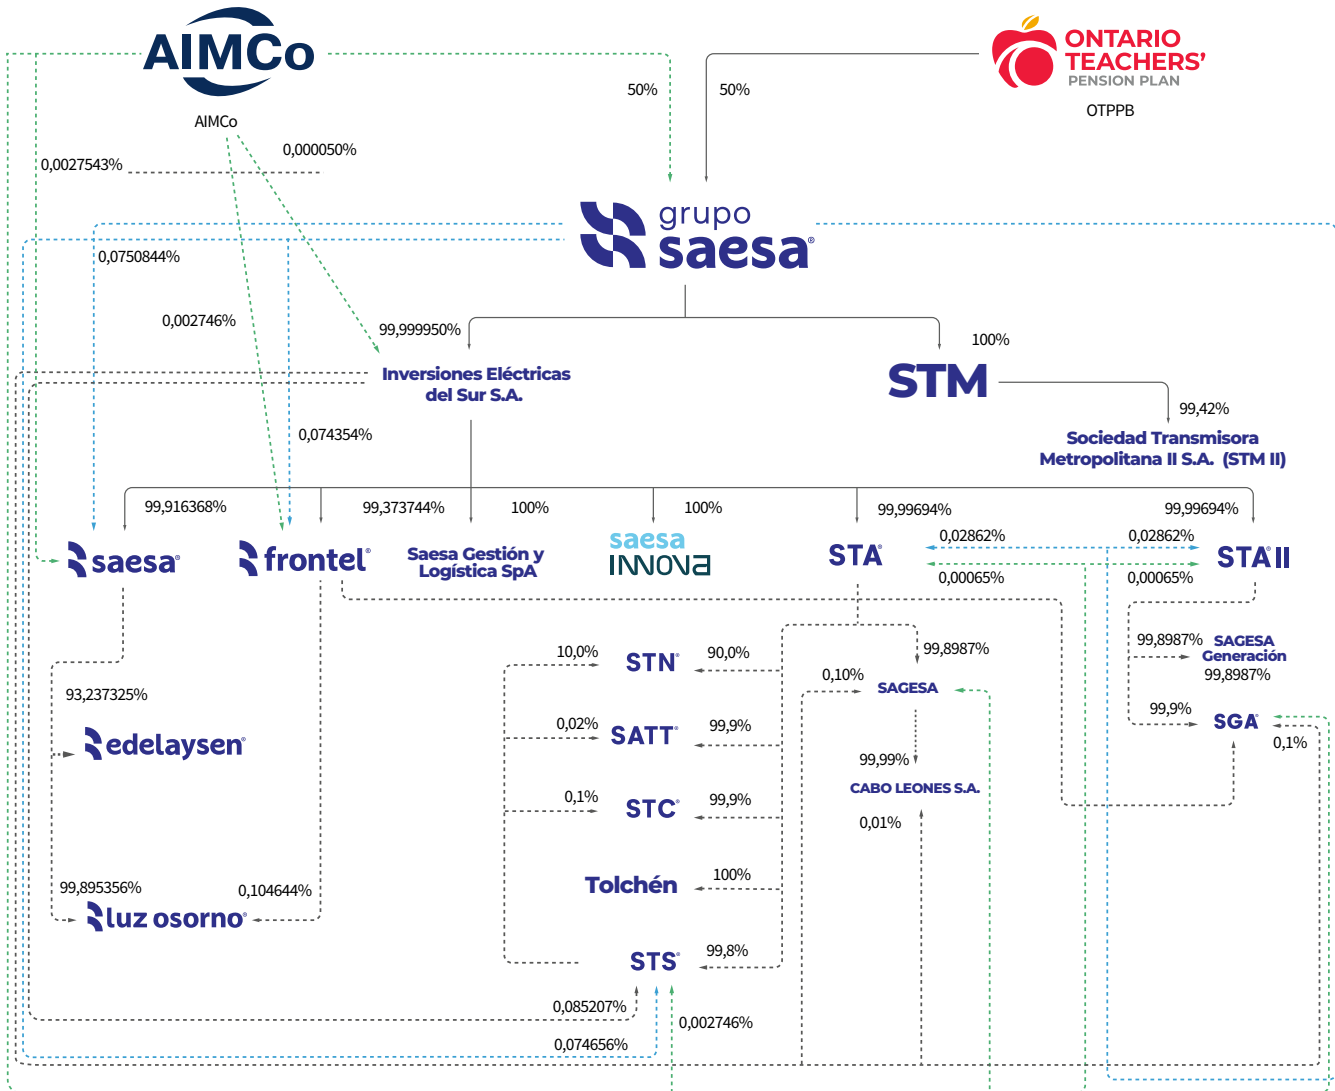 AIMCo
ONTARIO
TEACHERS'
PENSION PLAN
50%
50%
AIMCo
OTPPB
0,0027543%
0,000050%
grupo
saesa®
0,0750844%
0,002746%
99,999950%
100%
Inversiones Eléctricas
del Sur S.A.
STM
99,42%
0,074354%
Sociedad Transmisora
Metropolitana II S.A. (STM II)
99,916368%
99,373744%
100%
100%
99,99694%
99,99694%
saesa®
frontel®
Saesa Gestión y
Logística SpA
saesa
INNOVA
STA®
0,02862%
0,02862%
0,00065%
0,00065%
STA® II
10,0%
STN®
90,0%
99,8987%
99,8987%
SAGESA
Generación
99,8987%
0,10%
SAGESA
93,237325%
99,9%
SGA®
0,1%
0,02%
SATT®
99,9%
edelaysen®
99,99%
CABO LEONES S.A.
0,1%
STC®
99,9%
0,01%
Tolchén
100%
99,895356%
0,104644%
luz osorno®
STS®
99,8%
0,085207%
0,002746%
0,074656%